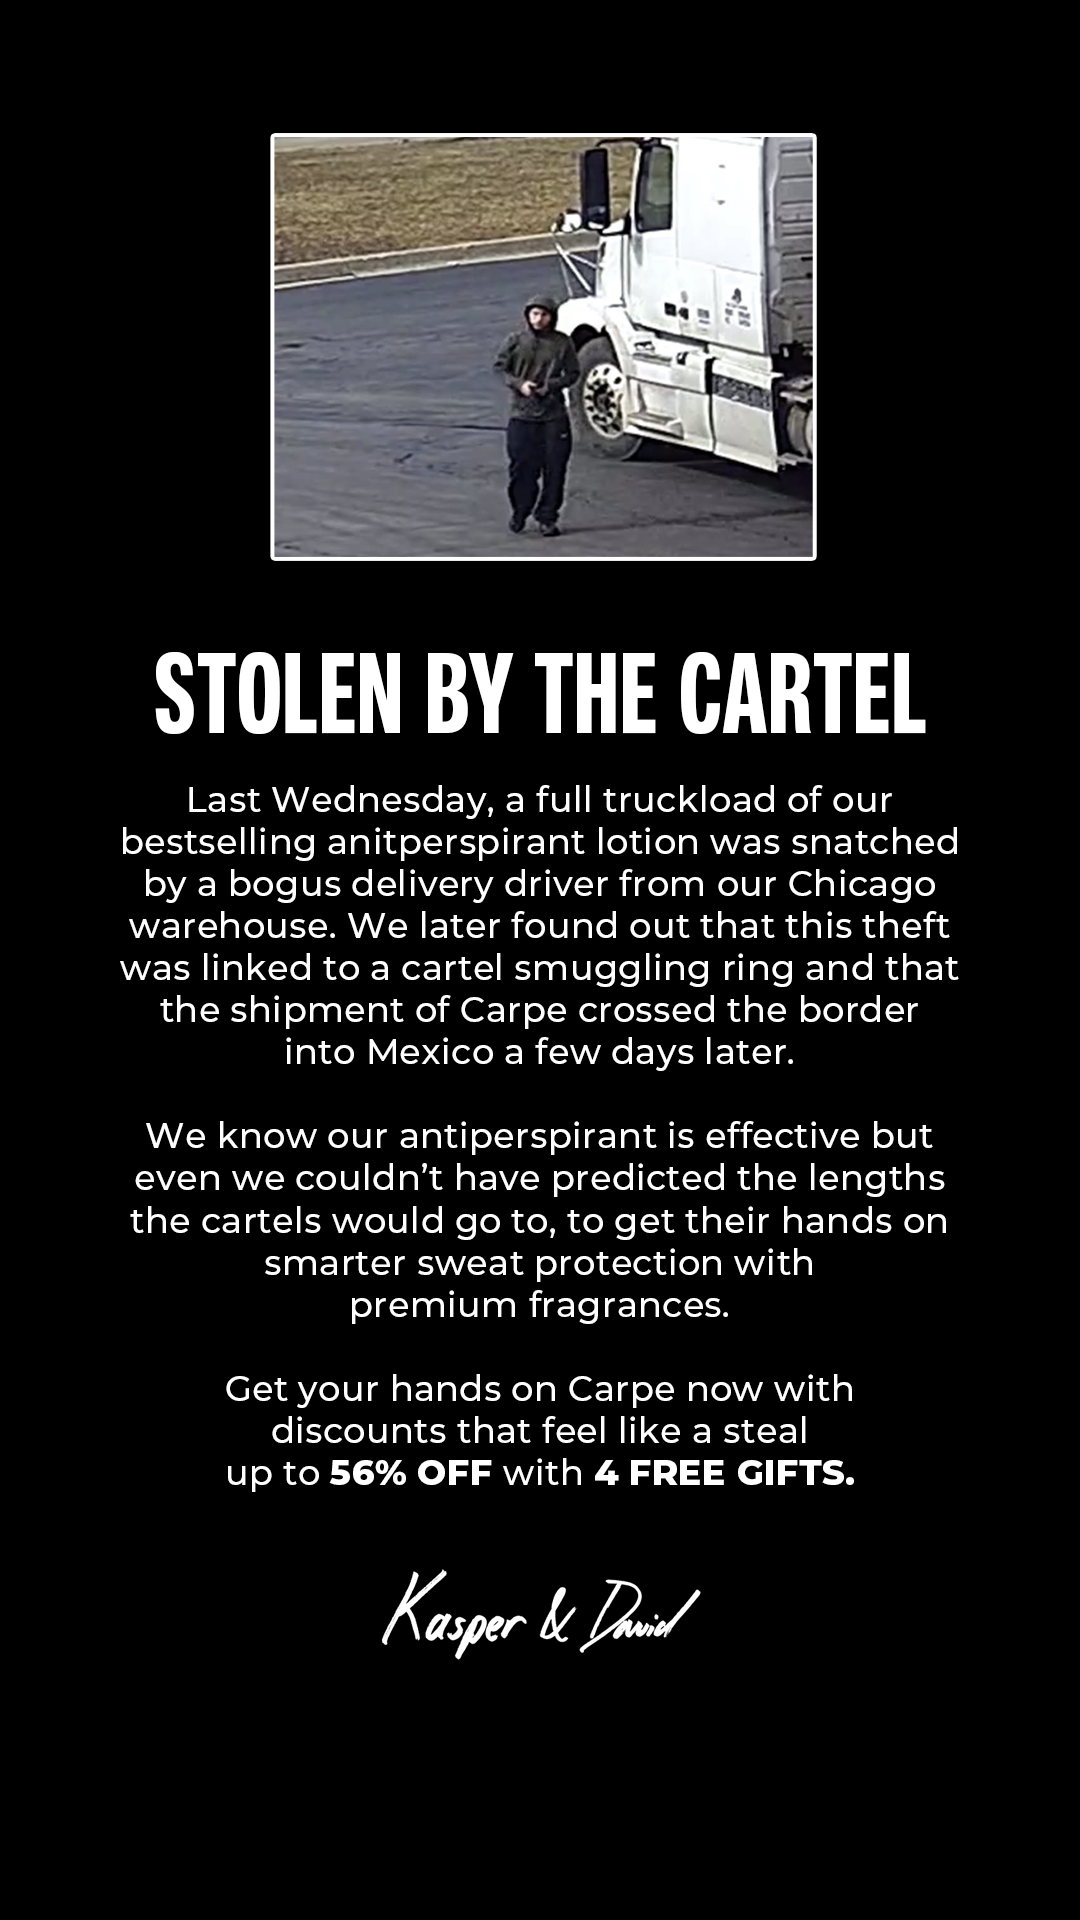 STOLEN BY THE CARTEL
Last Wednesday, a full truckload of our
bestselling anitperspirant lotion was snatched
by a bogus delivery driver from our Chicago
warehouse. We later found out that this theft
was linked to a cartel smuggling ring and that
the shipment of Carpe crossed the border
into Mexico a few days later.
We know our antiperspirant is effective but
even we couldn’t have predicted the lengths
the cartels would go to, to get their hands on
smarter sweat protection with
premium fragrances.
Get your hands on Carpe now with
discounts that feel like a steal
up to 56% OFF with 4 FREE GIFTS.
Kasper & David